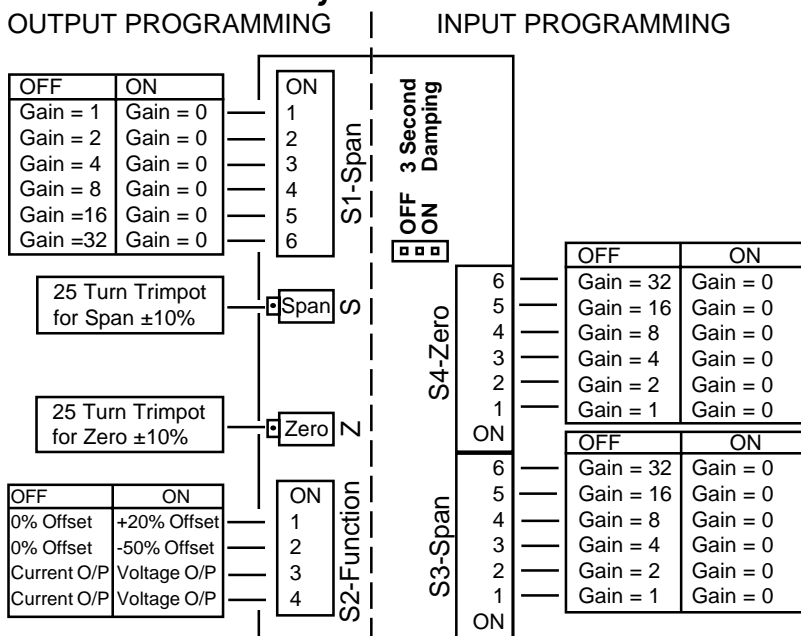 OUTPUT PROGRAMMING
INPUT PROGRAMMING
OFF ON
Gain = 1 Gain = 0
Gain = 2 Gain = 0
Gain = 4 Gain = 0
Gain = 8 Gain = 0
Gain =16 Gain = 0
Gain =32 Gain = 0
ON
1
2
3
4
5
6
S1-Span
3 Second
Damping
OFF
ON
25 Turn Trimpot
for Span ±10%
Span
S
25 Turn Trimpot
for Zero ±10%
Zero
Z
OFF ON
0% Offset +20% Offset
0% Offset -50% Offset
Current O/P Voltage O/P
Current O/P Voltage O/P
ON
1
2
3
4
S2-Function
S4-Zero
6
5
4
3
2
1
ON
OFF ON
Gain = 32 Gain = 0
Gain = 16 Gain = 0
Gain = 8 Gain = 0
Gain = 4 Gain = 0
Gain = 2 Gain = 0
Gain = 1 Gain = 0
S3-Span
6
5
4
3
2
1
ON
OFF ON
Gain = 32 Gain = 0
Gain = 16 Gain = 0
Gain = 8 Gain = 0
Gain = 4 Gain = 0
Gain = 2 Gain = 0
Gain = 1 Gain = 0